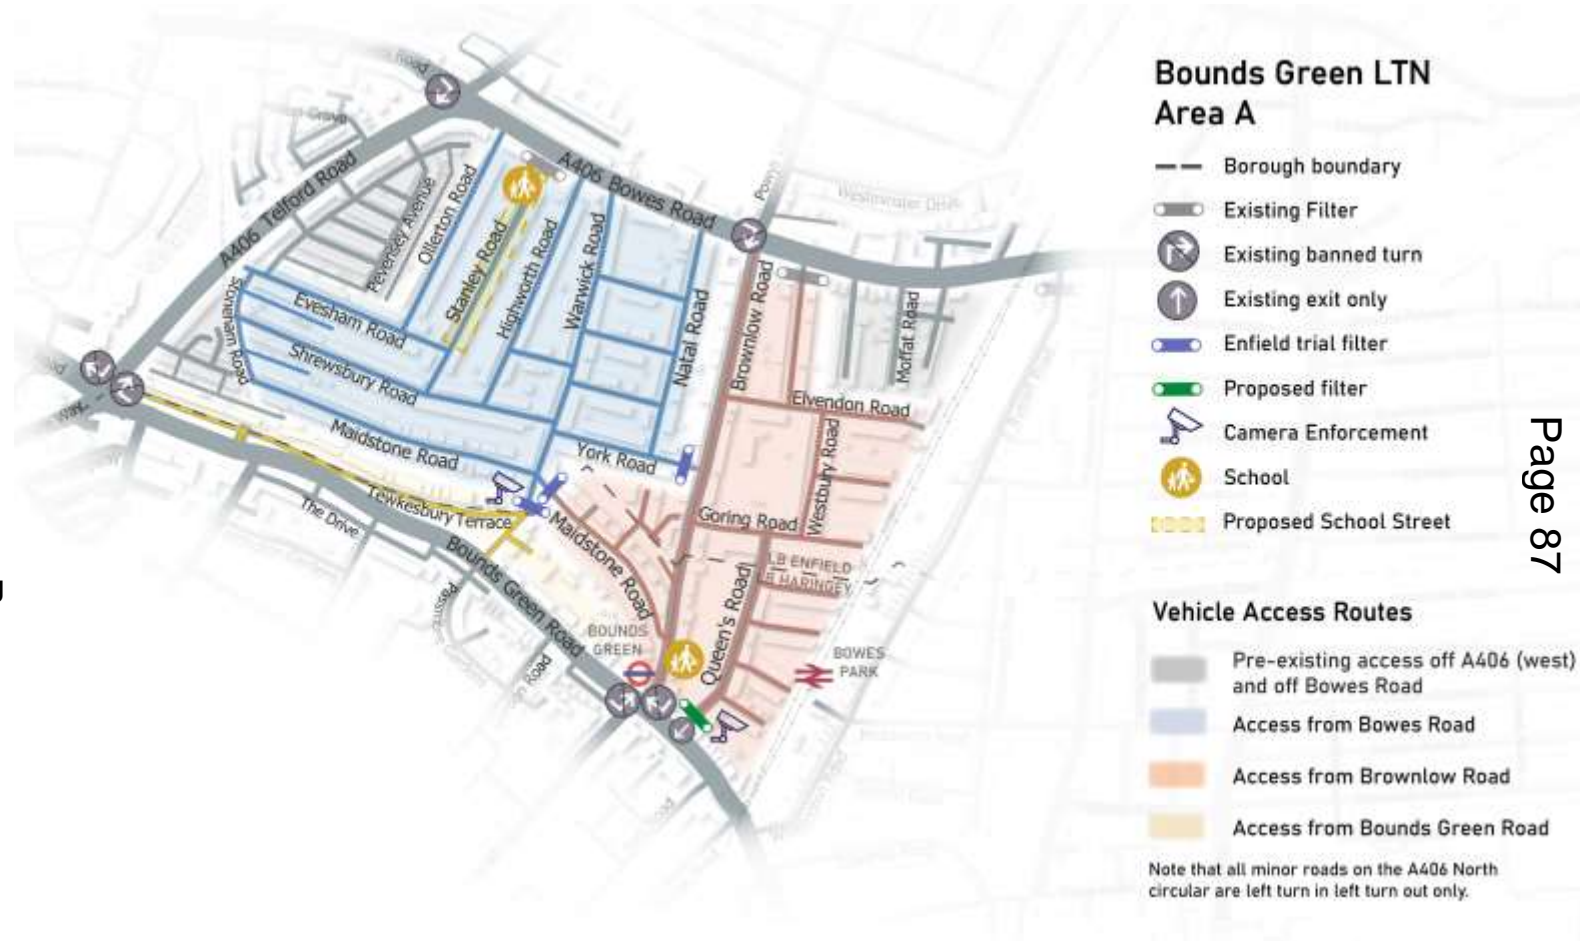 Bounds Green LTN
Area A
Borough boundary
Existing Filter
Existing banned turn
Existing exit only
Enfield trial filter
Proposed filter
Camera Enforcement
School
Proposed School Street
Vehicle Access Routes
Pre-existing access off A406 (west)
and off Bowes Road
Access from Bowes Road
Access from Brownlow Road
Access from Bounds Green Road
Note that all minor roads on the A406 North
circular are left turn in left turn out only.
Page 87
Road
A406 Telford Road
A406 Bowes Road
Westminster Drive
Pevensey Avenue
Ollerton Road
Stanley Road
Highworth Road
Warwick Road
Natal Road
Brownlow Road
Moffat Road
Evesham Road
Shrewsbury Road
Maidstone Road
York Road
Elvendon Road
Westbury Road
Goring Road
Tewkesbury Terrace
The Drive
Bounds Green Road
Maidstone Road
Queen's Road
LB ENFIELD
LB HARINGEY
BOUNDS
GREEN
BOWES
PARK
Road